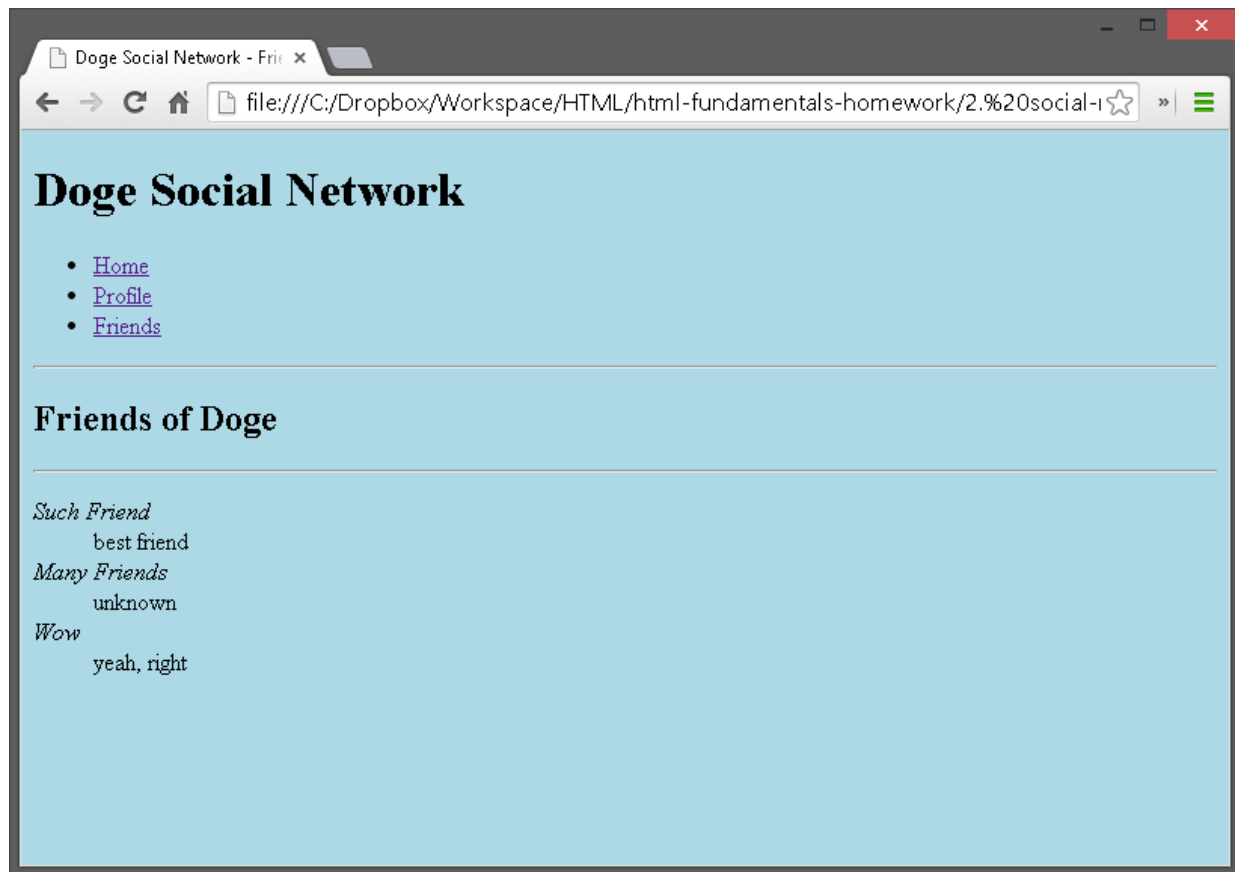 Doge Social Network - Frie
file:///C:/Dropbox/Workspace/HTML/html-fundamentals-homework/2.%20social-
Doge Social Network
• Home
• Profile
• Friends
Friends of Doge
Such Friend
best friend
Many Friends
unknown
Wow
yeah, right